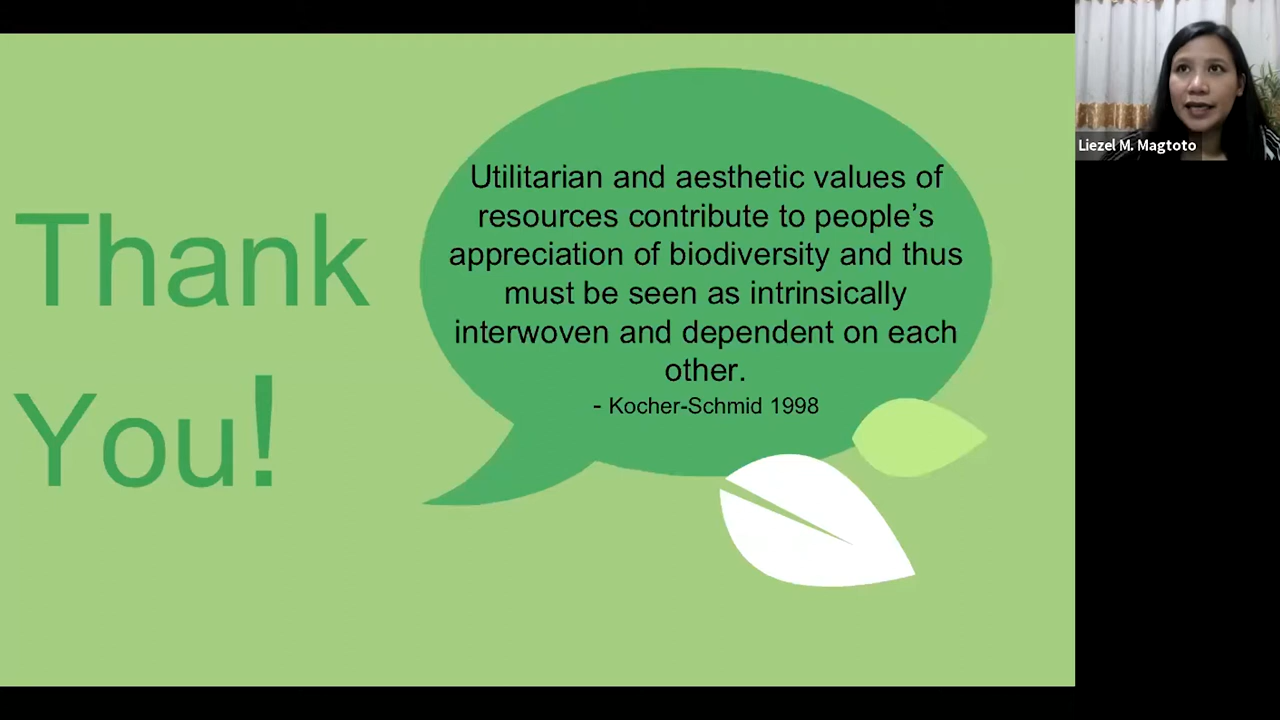 Thank
You!
Utilitarian and aesthetic values of
resources contribute to people’s
appreciation of biodiversity and thus
must be seen as intrinsically
interwoven and dependent on each
other.
- Kocher-Schmid 1998
Liezel M. Magtoto